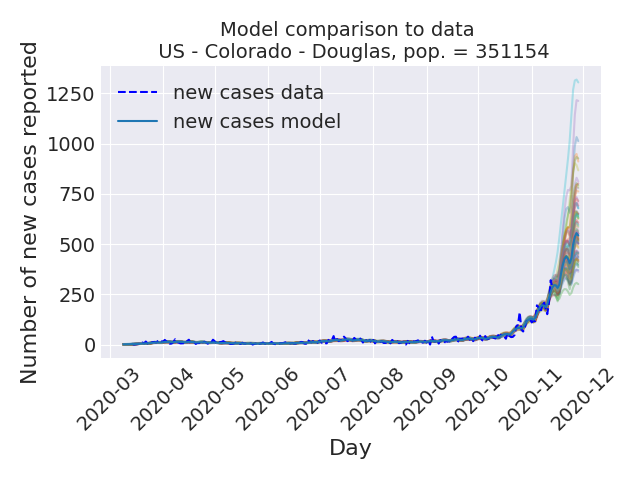 Model comparison to data
US - Colorado - Douglas, pop. = 351154
Number of new cases reported
1250
1000
750
500
250
0
new cases data
new cases model
2020-03
2020-04
2020-05
2020-06
2020-07
2020-08
2020-09
2020-10
2020-11
2020-12
Day